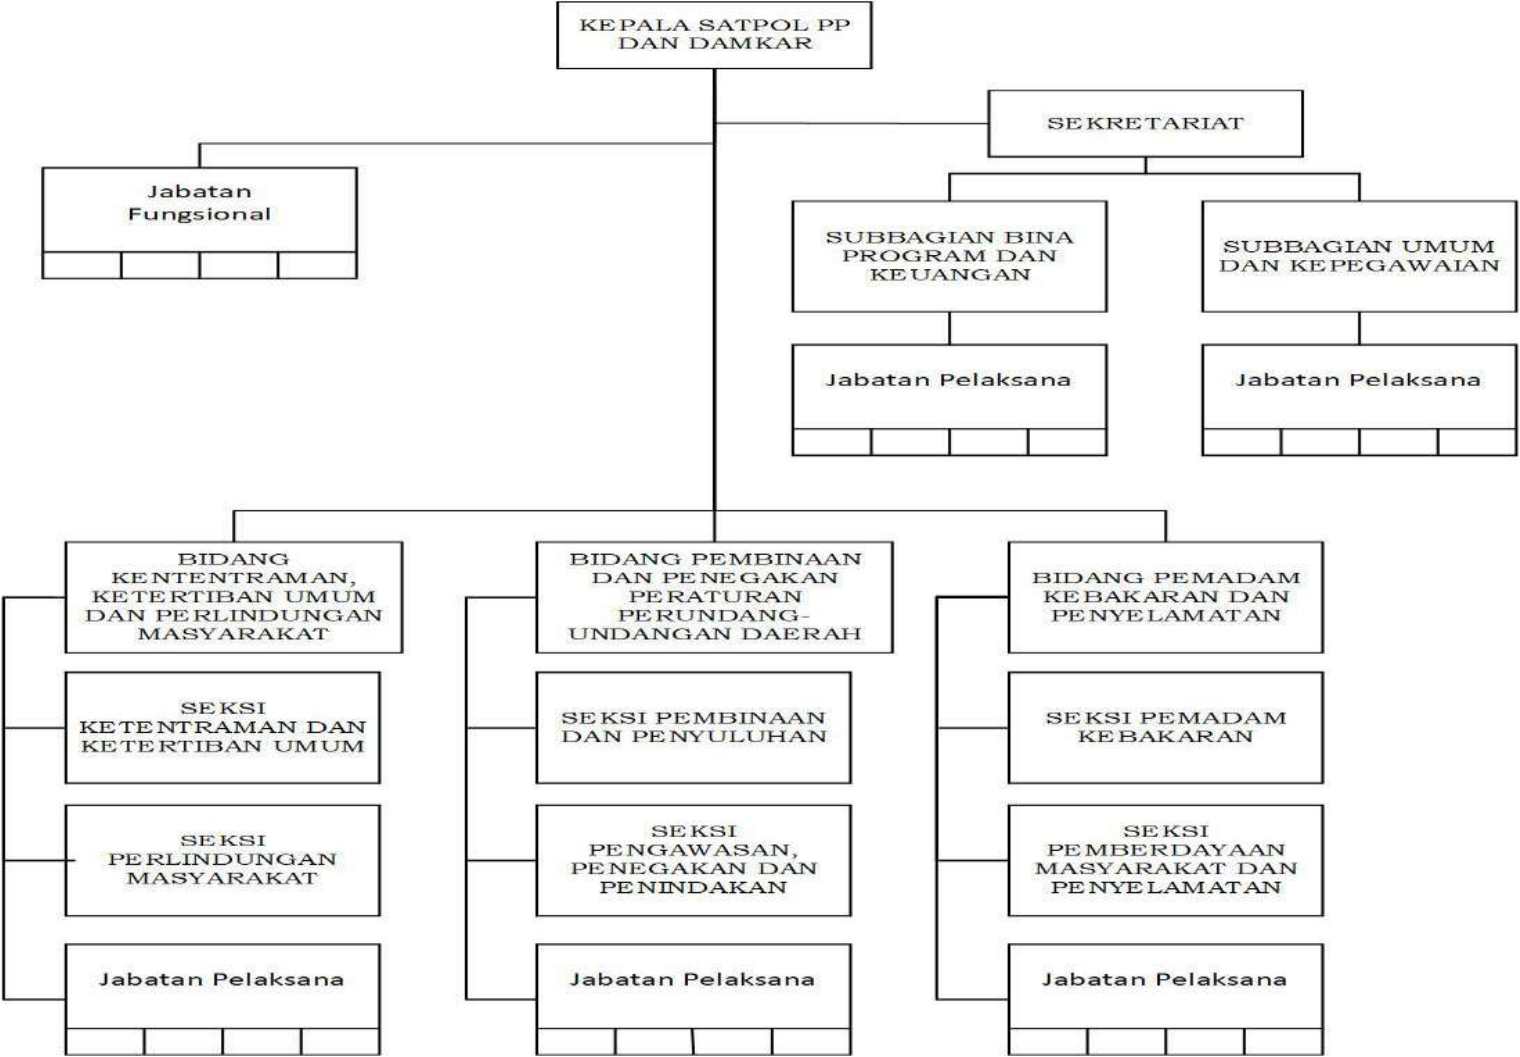 KEPALA SATPOL PP
DAN DAMKAR
SEKRETARIAT
Jabatan
Fungsional
SUBBAGIAN BINA
PROGRAM DAN
KEUANGAN
SUBBAGIAN UMUM
DAN KEPEGAWAIAN
Jabatan Pelaksana
Jabatan Pelaksana
BIDANG
KENTENTRAMAN,
KETERTIBAN UMUM
DAN PERLINDUNGAN
MASYARAKAT
BIDANG PEMBINAAN
DAN PENEGAKAN
PERATURAN
PERUNDANG-
UNDANGAN DAERAH
BIDANG PEMADAM
KEBAKARAN DAN
PENYELAMATAN
SEKSI
KETENTRAMAN DAN
KETERTIBAN UMUM
SEKSI PEMBINAAN
DAN PENYULUHAN
SEKSI PEMADAM
KEBAKARAN
SEKSI
PERLINDUNGAN
MASYARAKAT
SEKSI
PENGAWASAN,
PENEGAKAN DAN
PENINDAKAN
SEKSI
PEMBERDAYAAN
MASYARAKAT DAN
PENYELAMATAN
Jabatan Pelaksana
Jabatan Pelaksana
Jabatan Pelaksana